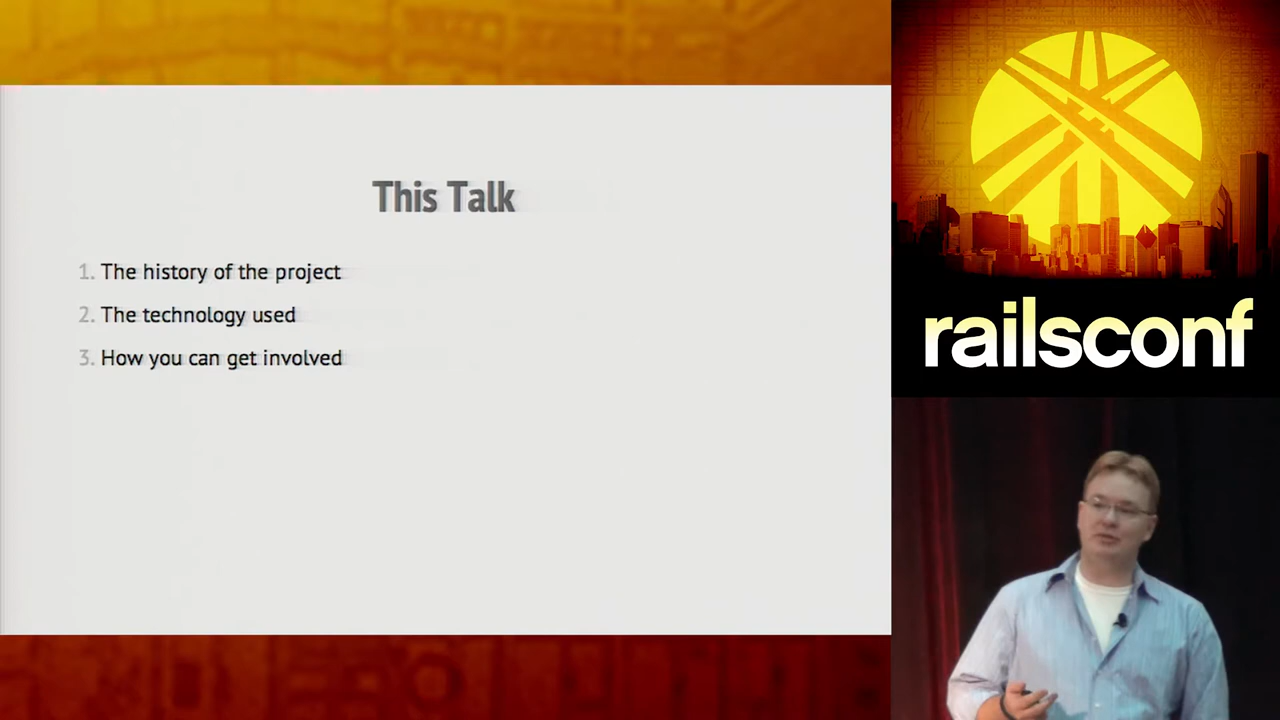 This Talk
1. The history of the project
2. The technology used
3. How you can get involved
railsconf